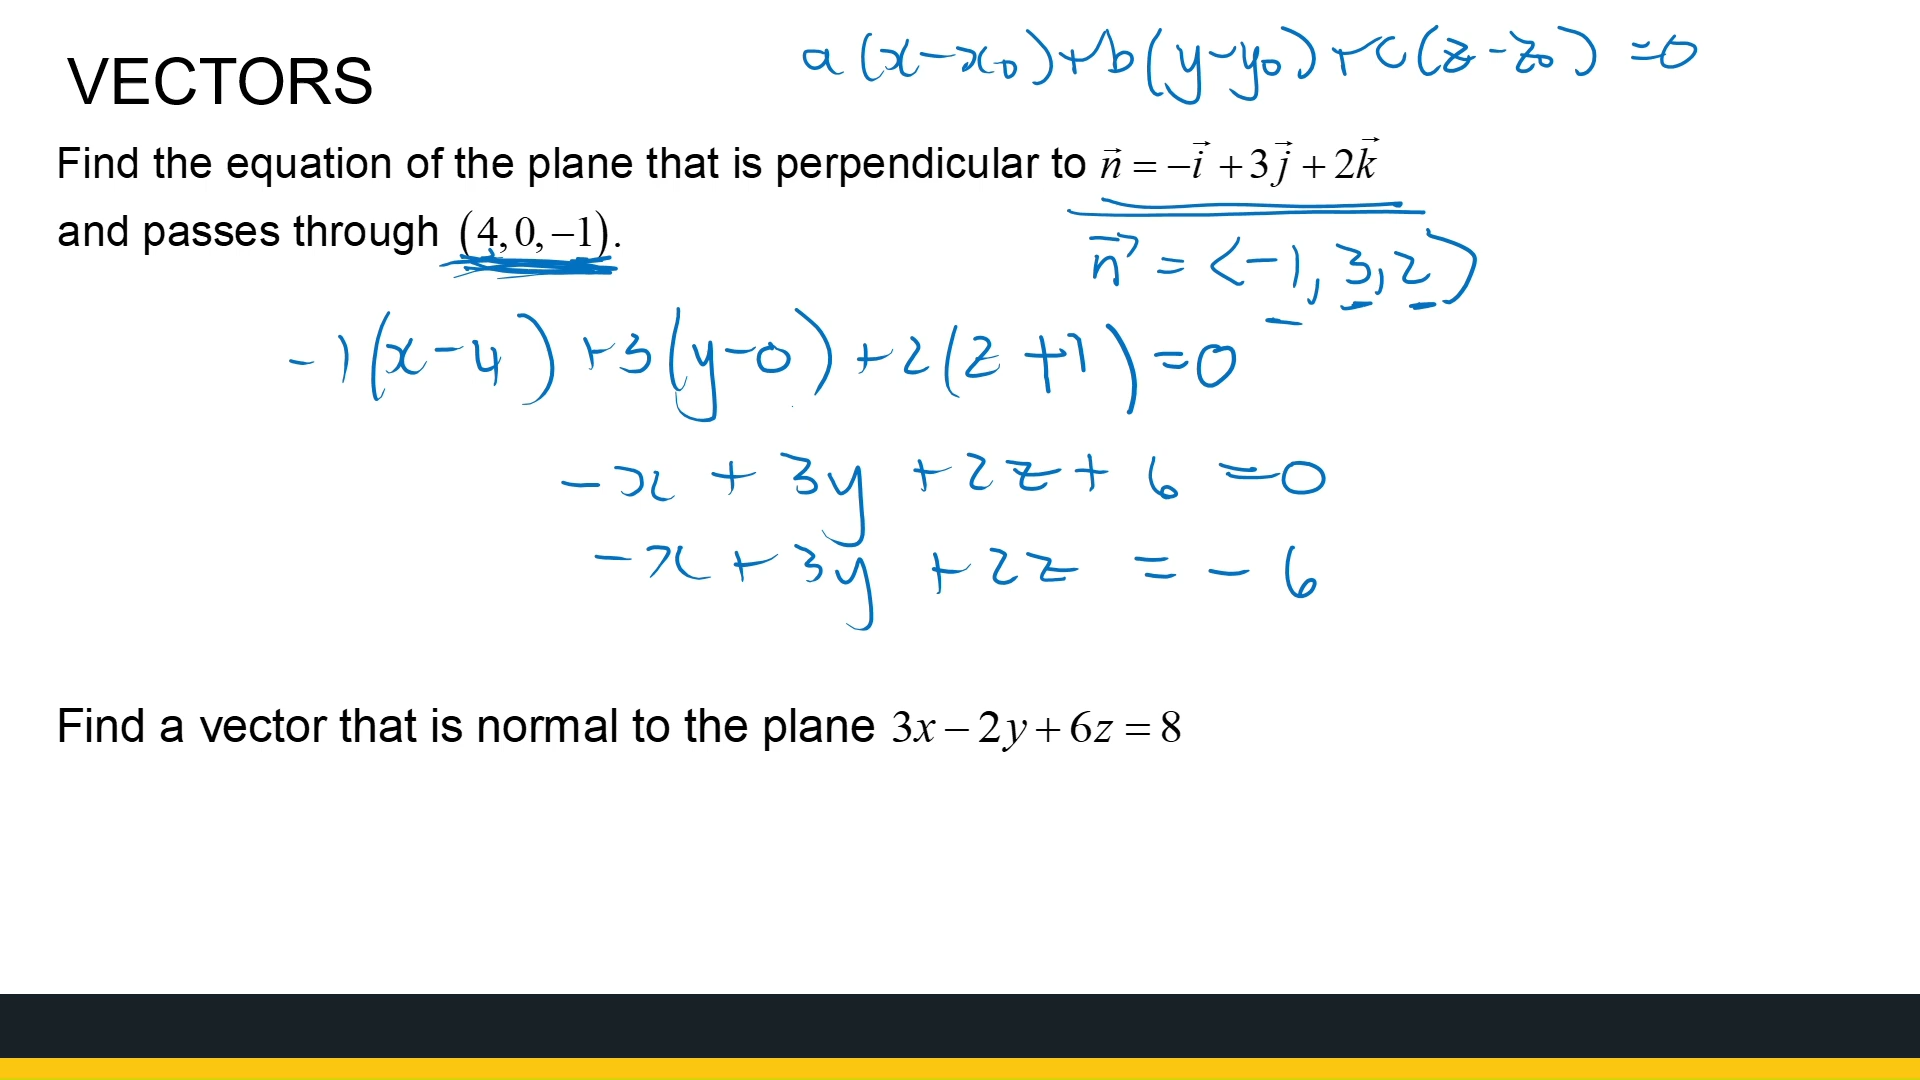 VECTORS
a(x-x₀)+b(y-y₀)+c(z-z₀)=0
Find the equation of the plane that is perpendicular to n⃗ = −i⃗ + 3j⃗ + 2k⃗
and passes through (4, 0, −1).
n⃗ = <-1, 3, 2>
-1(x-4)+3(y-0)+2(z+1)=0
-x + 3y + 2z + 6 = 0
-x + 3y + 2z = -6
Find a vector that is normal to the plane 3x − 2y + 6z = 8